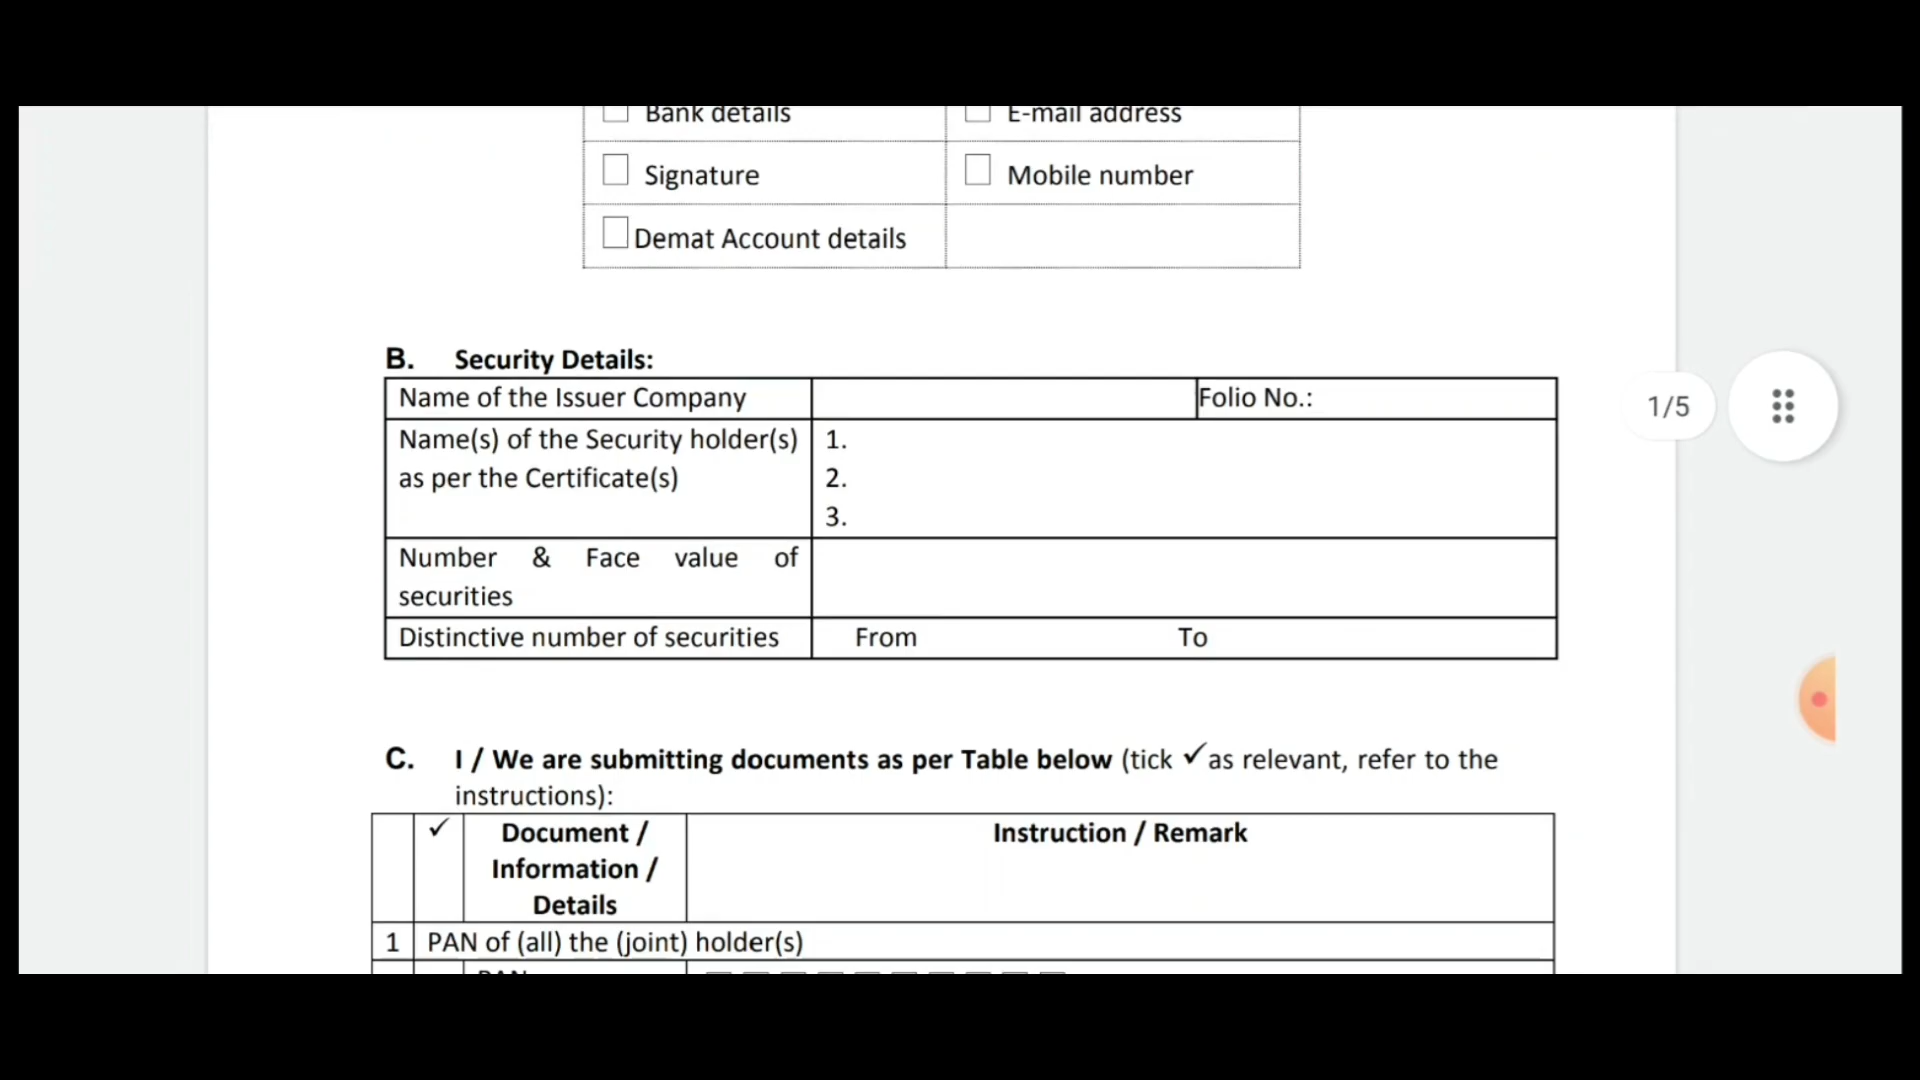 Bank details E-mail address
Signature Mobile number
Demat Account details
B. Security Details:
Name of the Issuer Company Folio No.:
Name(s) of the Security holder(s) 1.
as per the Certificate(s) 2.
3.
Number & Face value of
securities
Distinctive number of securities From To
1/5
C. I / We are submitting documents as per Table below (tick ✓as relevant, refer to the
instructions):
✓ Document / Instruction / Remark
Information /
Details
1 PAN of (all) the (joint) holder(s)